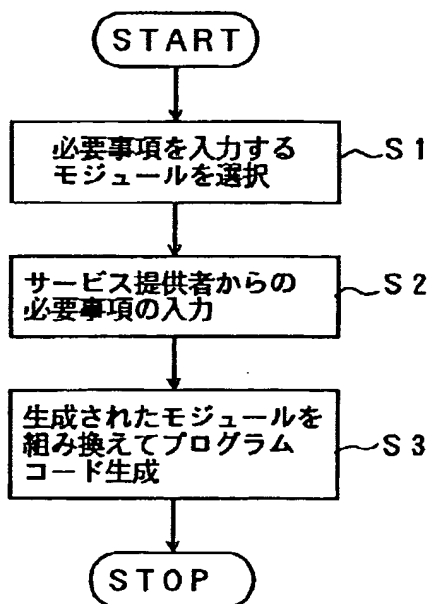 START
必要事項を入力する
モジュールを選択
S1
サービス提供者からの
必要事項の入力
S2
生成されたモジュールを
組み換えてプログラム
コード生成
S3
STOP